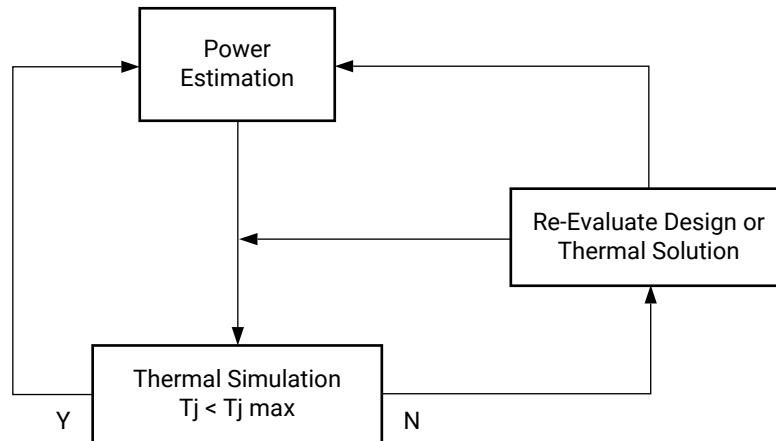 Power
Estimation
Re-Evaluate Design or
Thermal Solution
Thermal Simulation
Tj < Tj max
Y
N